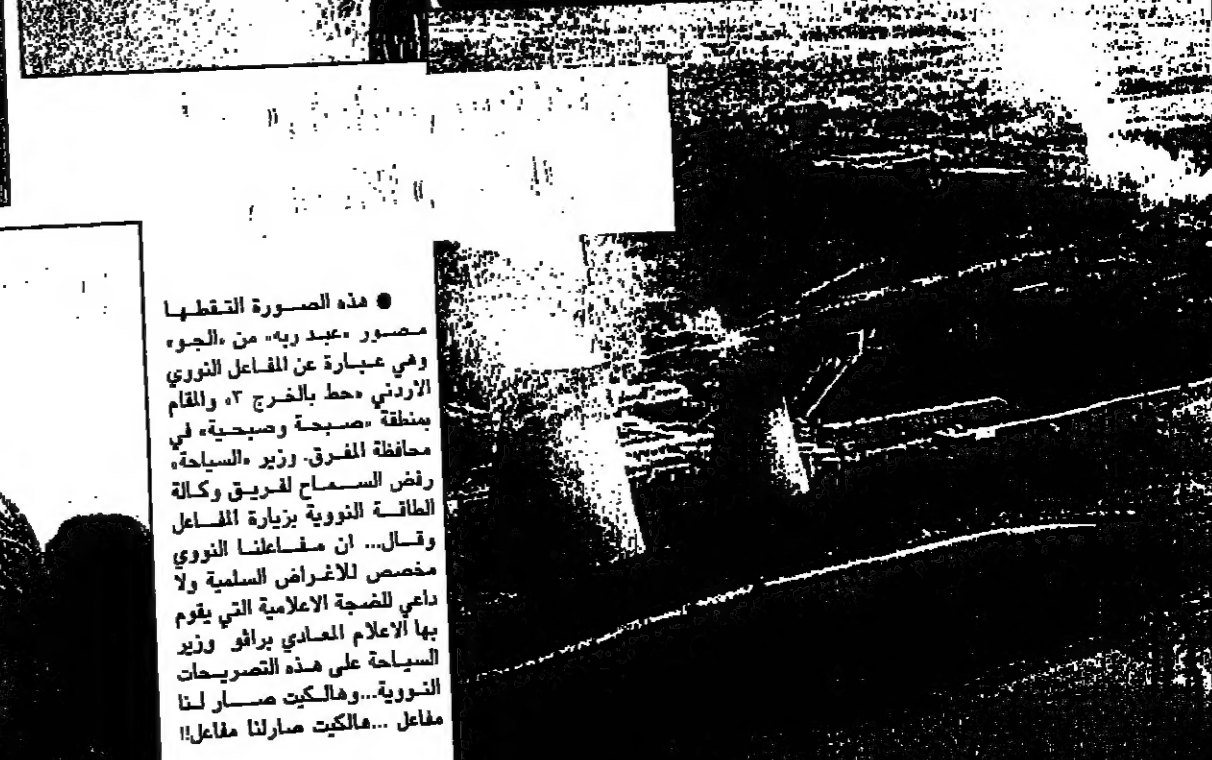 ● هذه الصورة التقطها
مصور «عبد ربه» من «الجو»
وهي عبارة عن المفاعل النووي
الاردني «حط بالخرج ٣» والمقام
بمنطقة «صبحة وصبحية» في
محافظة المفرق. وزير «السياحة»
رفض السماح لفريق وكالة
الطاقة النووية بزيارة المفاعل
وقال... ان مفاعلنا النووي
مخصص للاغراض السلمية ولا
داعي للضجة الاعلامية التي يقوم
بها الاعلام المعادي برافو وزير
السياحة على هذه التصريحات
النووية...وهالكيت صار لنا
مفاعل ...هالكيت صارلنا مفاعل!!